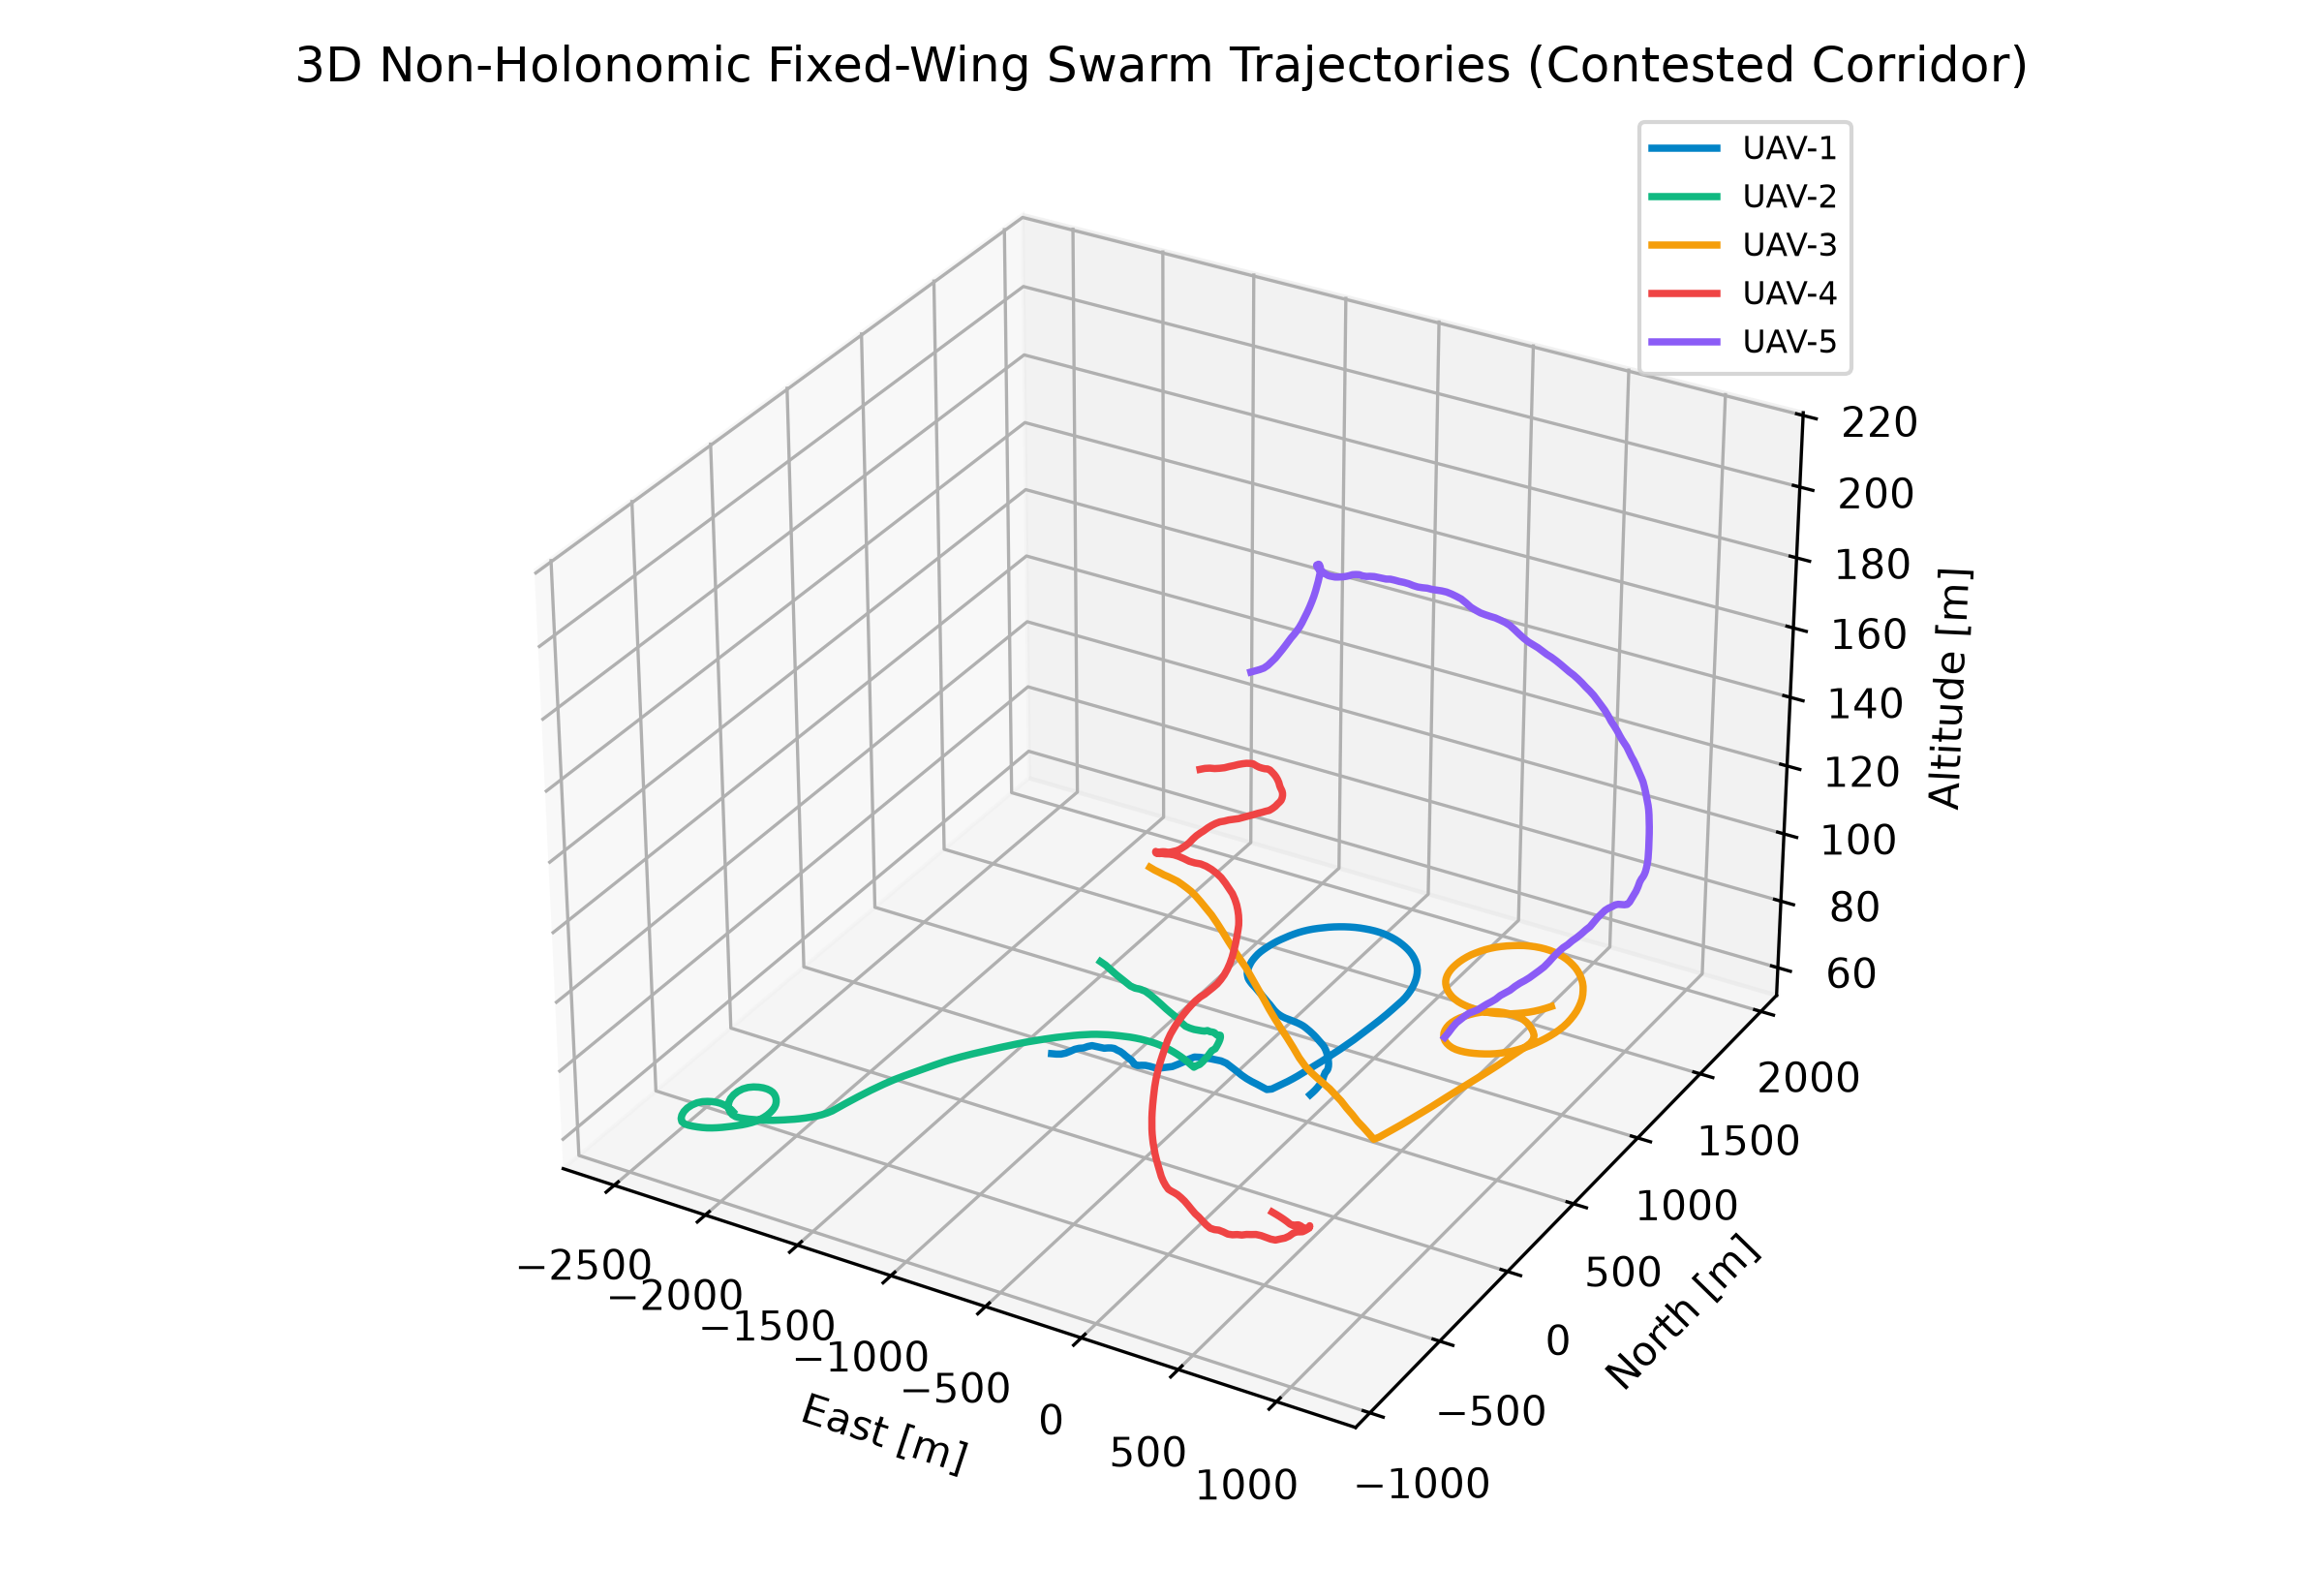 3D Non-Holonomic Fixed-Wing Swarm Trajectories (Contested Corridor)
UAV-1
UAV-2
UAV-3
UAV-4
UAV-5
220
200
180
160
140
120
100
80
60
Altitude [m]
2000
1500
1000
500
0
−500
−1000
North [m]
−2500
−2000
−1500
−1000
−500
0
500
1000
East [m]